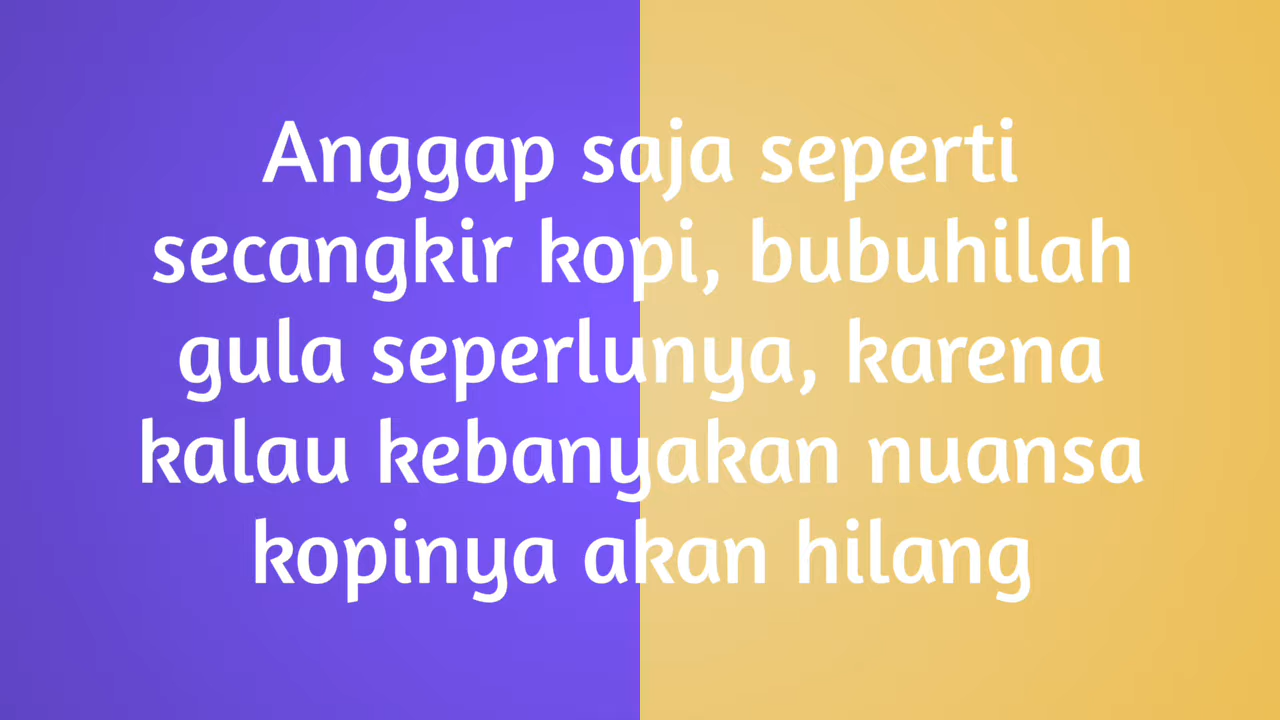 Anggap saja seperti
secangkir kopi, bubuhilah
gula seperlunya, karena
kalau kebanyakan nuansa
kopinya akan hilang